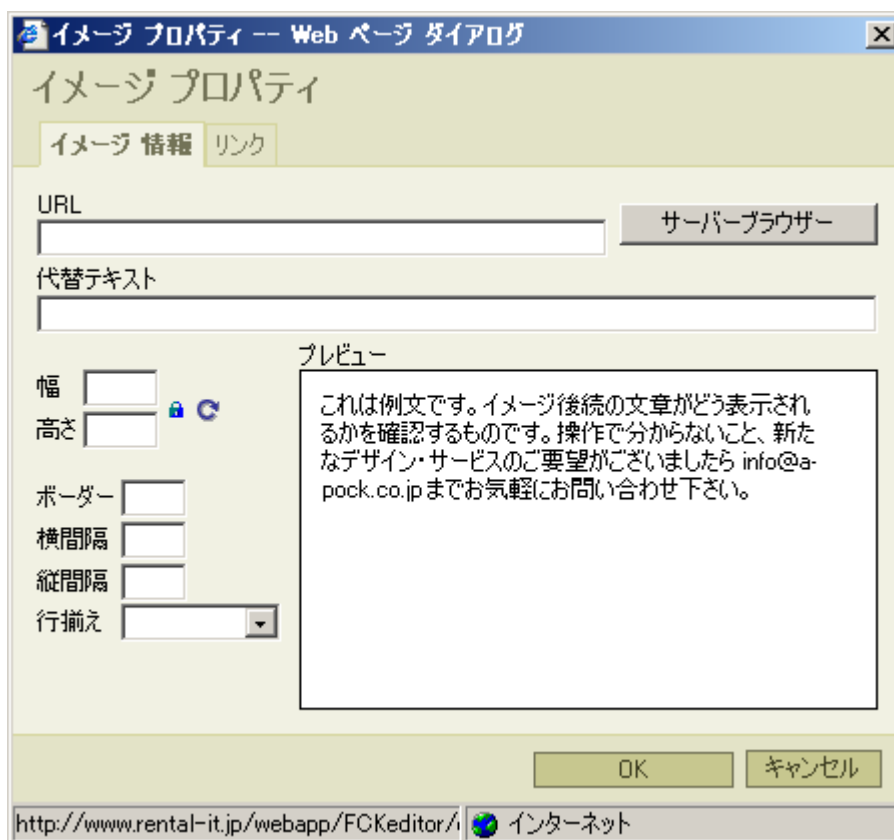 イメージ プロパティ -- Web ページ ダイアログ
イメージ プロパティ
イメージ 情報 リンク
URL
サーバーブラウザー
代替テキスト
プレビュー
幅
高さ
これは例文です。イメージ後続の文章がどう表示され
るかを確認するものです。操作で分からないこと、新た
なデザイン・サービスのご要望がございましたら info@a-
pock.co.jp までお気軽にお問い合わせ下さい。
ボーダー
横間隔
縦間隔
行揃え
OK キャンセル
http://www.rental-it.jp/webapp/FCKeditor/ インターネット